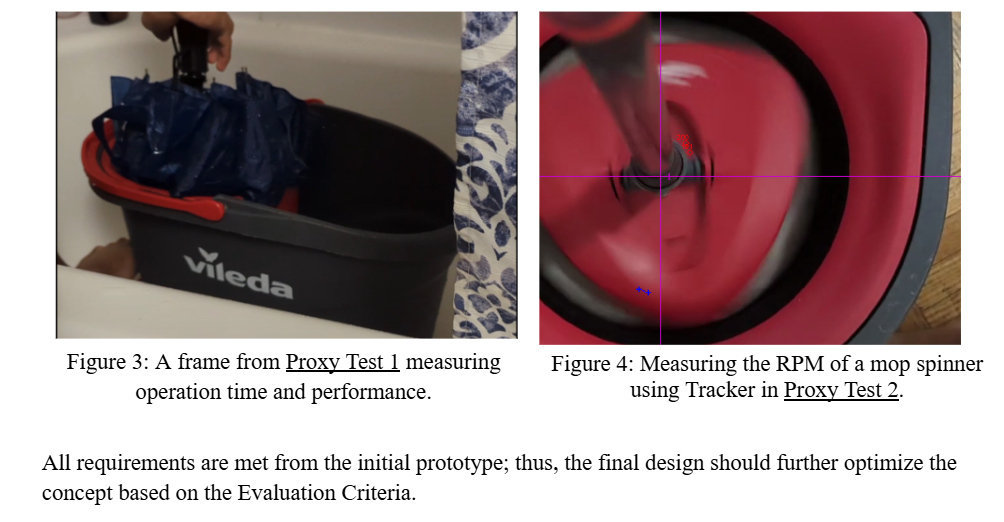 vileda
Figure 3: A frame from Proxy Test 1 measuring
operation time and performance.
Figure 4: Measuring the RPM of a mop spinner
using Tracker in Proxy Test 2.
All requirements are met from the initial prototype; thus, the final design should further optimize the
concept based on the Evaluation Criteria.